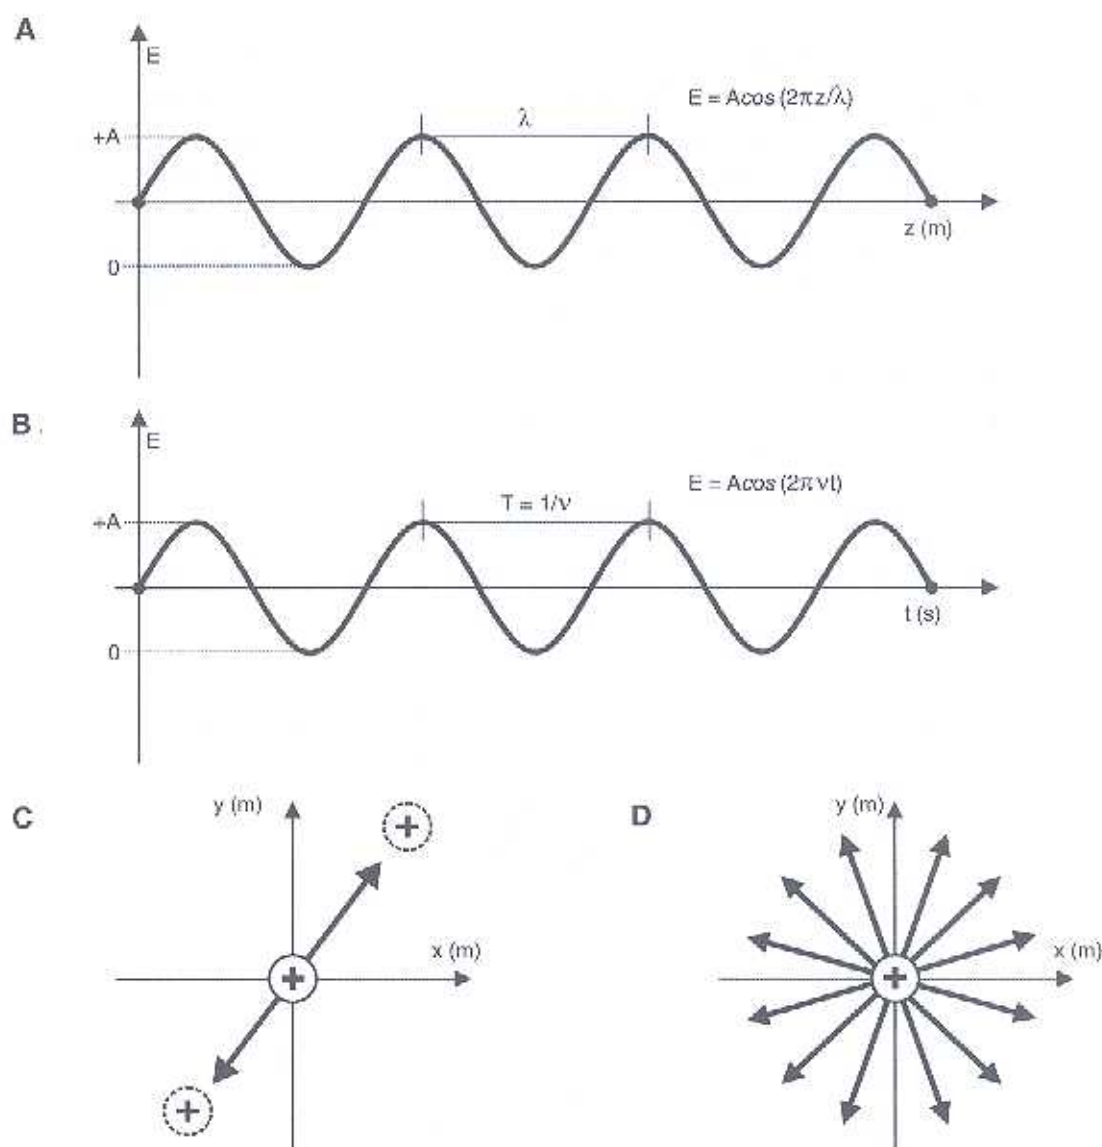 A
E
E = Acos (2πz/λ)
λ
+A
z (m)
0
B.
E
E = Acos (2πνt)
T = 1/ν
+A
t (s)
0
C
y (m)
+
x (m)
+
+
D
y (m)
x (m)
+